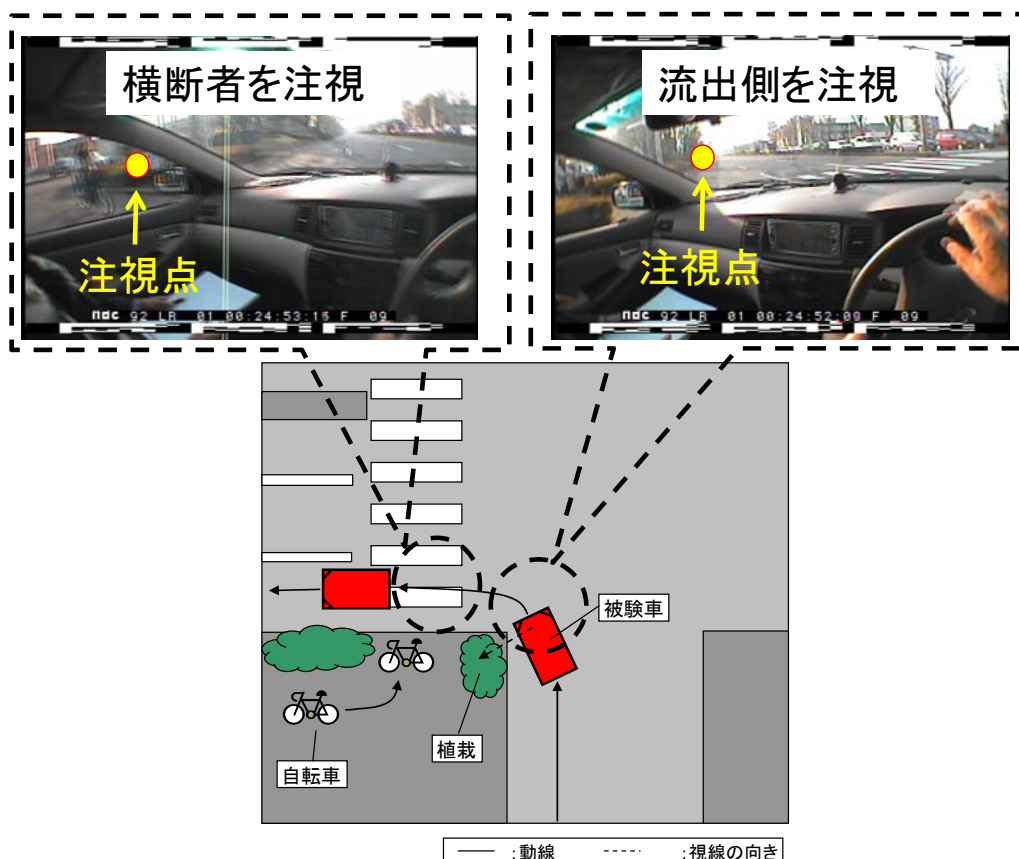 横断者を注視
注視点
nac 92 LR 01 00:24:53:15 F 09
流出側を注視
注視点
nac 92 LR 01 00:24:52:09 F 09
被験車
植栽
自転車
:動線 :視線の向き